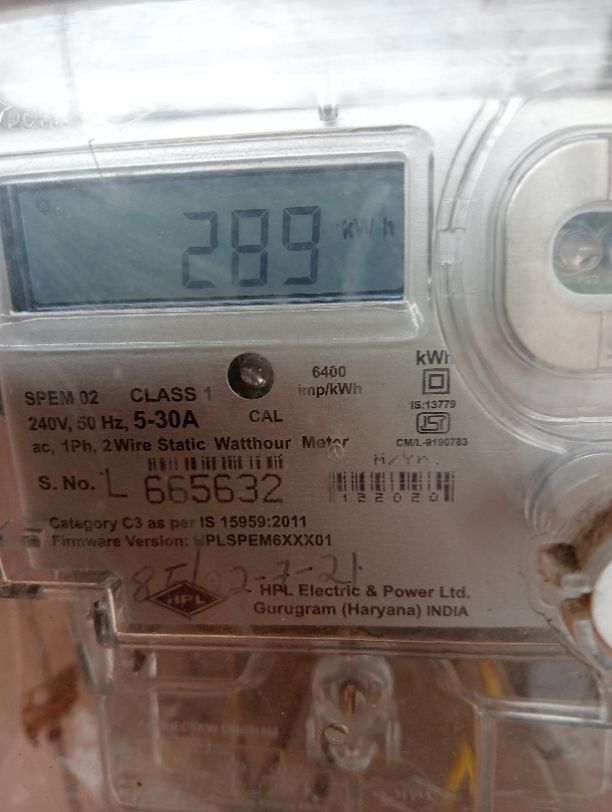 289 kWh
6400
imp/kWh
kWh
SPEM 02 CLASS 1
IS:13779
240V, 50 Hz, 5-30A CAL
CM/L-9190783
ac, 1Ph, 2 Wire Static Watthour Meter
M/Yr.
S. No. L 665632 122020
Category C3 as per IS 15959:2011
Firmware Version: HPLSPEM6XXX01
22-7-21
HPL
HPL Electric & Power Ltd.
Gurugram (Haryana) INDIA